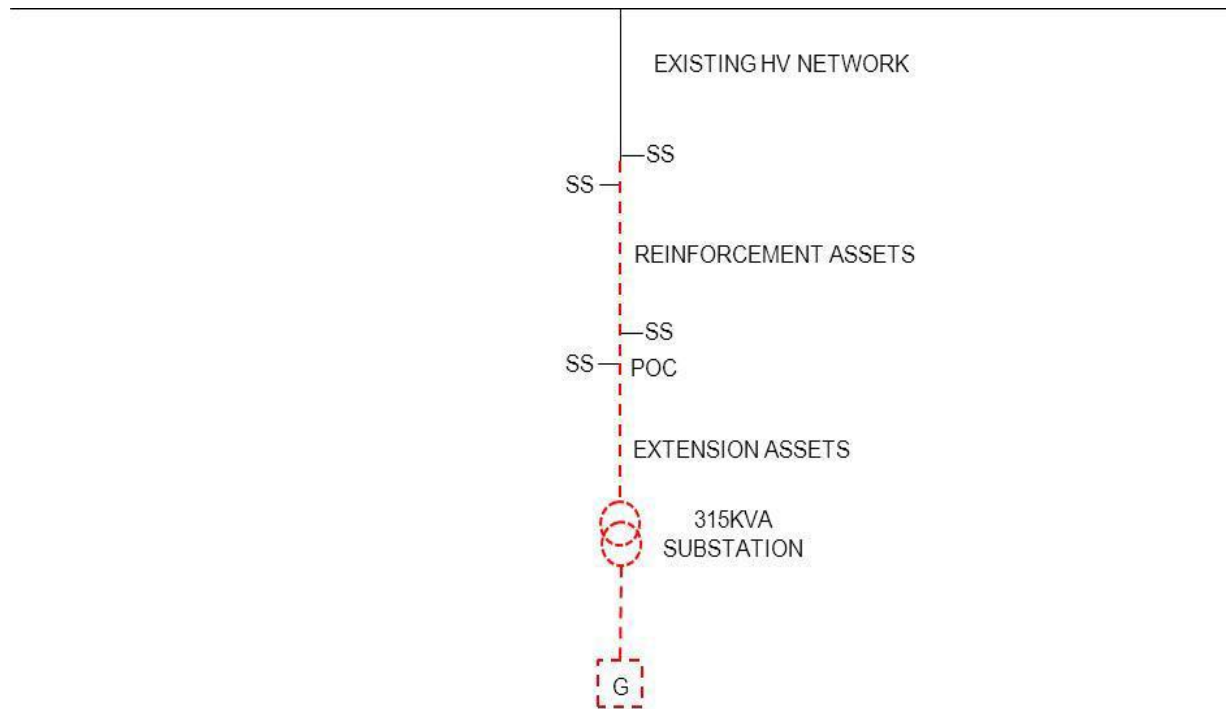 EXISTING HV NETWORK
SS
SS
REINFORCEMENT ASSETS
SS
SS
POC
EXTENSION ASSETS
315KVA
SUBSTATION
G